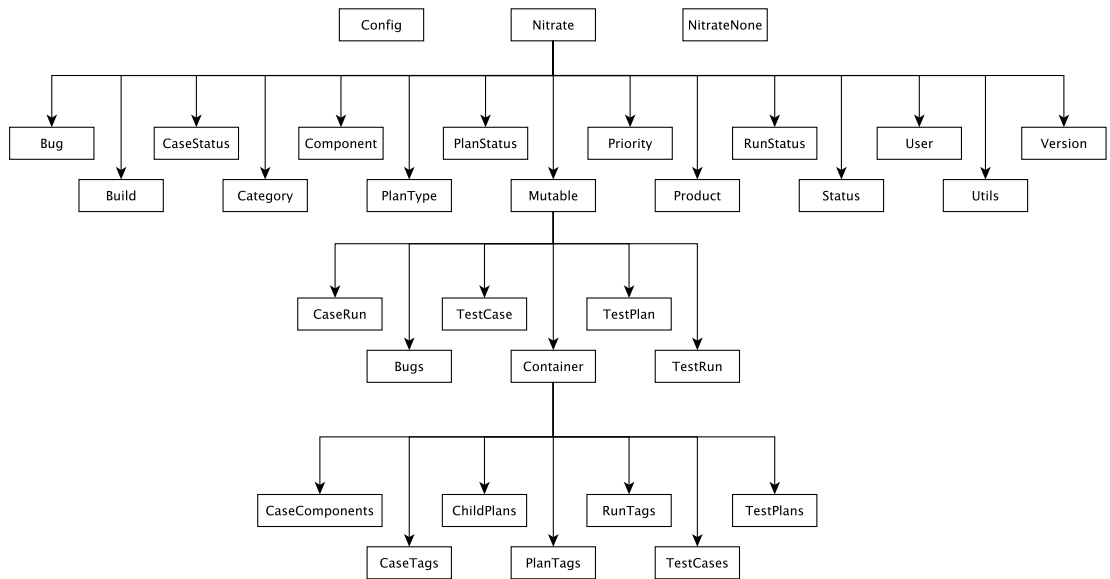 Config
Nitrate
NitrateNone
Bug
CaseStatus
Component
PlanStatus
Priority
RunStatus
User
Version
Build
Category
PlanType
Mutable
Product
Status
Utils
CaseRun
TestCase
TestPlan
Bugs
Container
TestRun
CaseComponents
ChildPlans
RunTags
TestPlans
CaseTags
PlanTags
TestCases